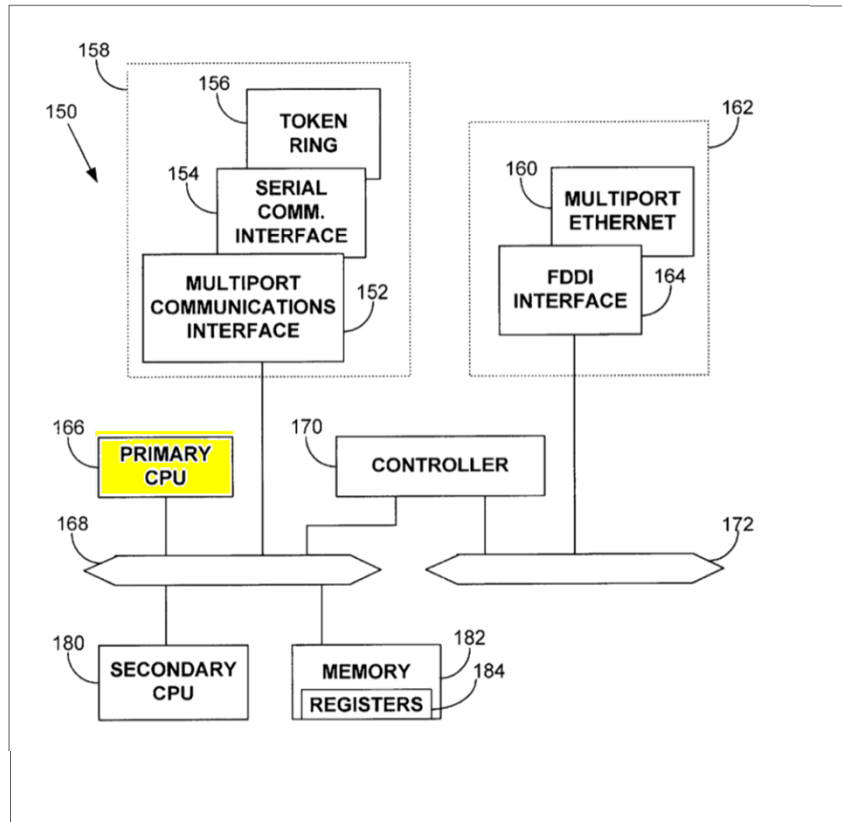 158
156
150
TOKEN
RING
162
154
SERIAL
COMM.
INTERFACE
160
MULTIPORT
ETHERNET
MULTIPORT
COMMUNICATIONS
INTERFACE
152
FDDI
INTERFACE
164
166
PRIMARY
CPU
170
CONTROLLER
168
172
180
SECONDARY
CPU
182
MEMORY
184
REGISTERS